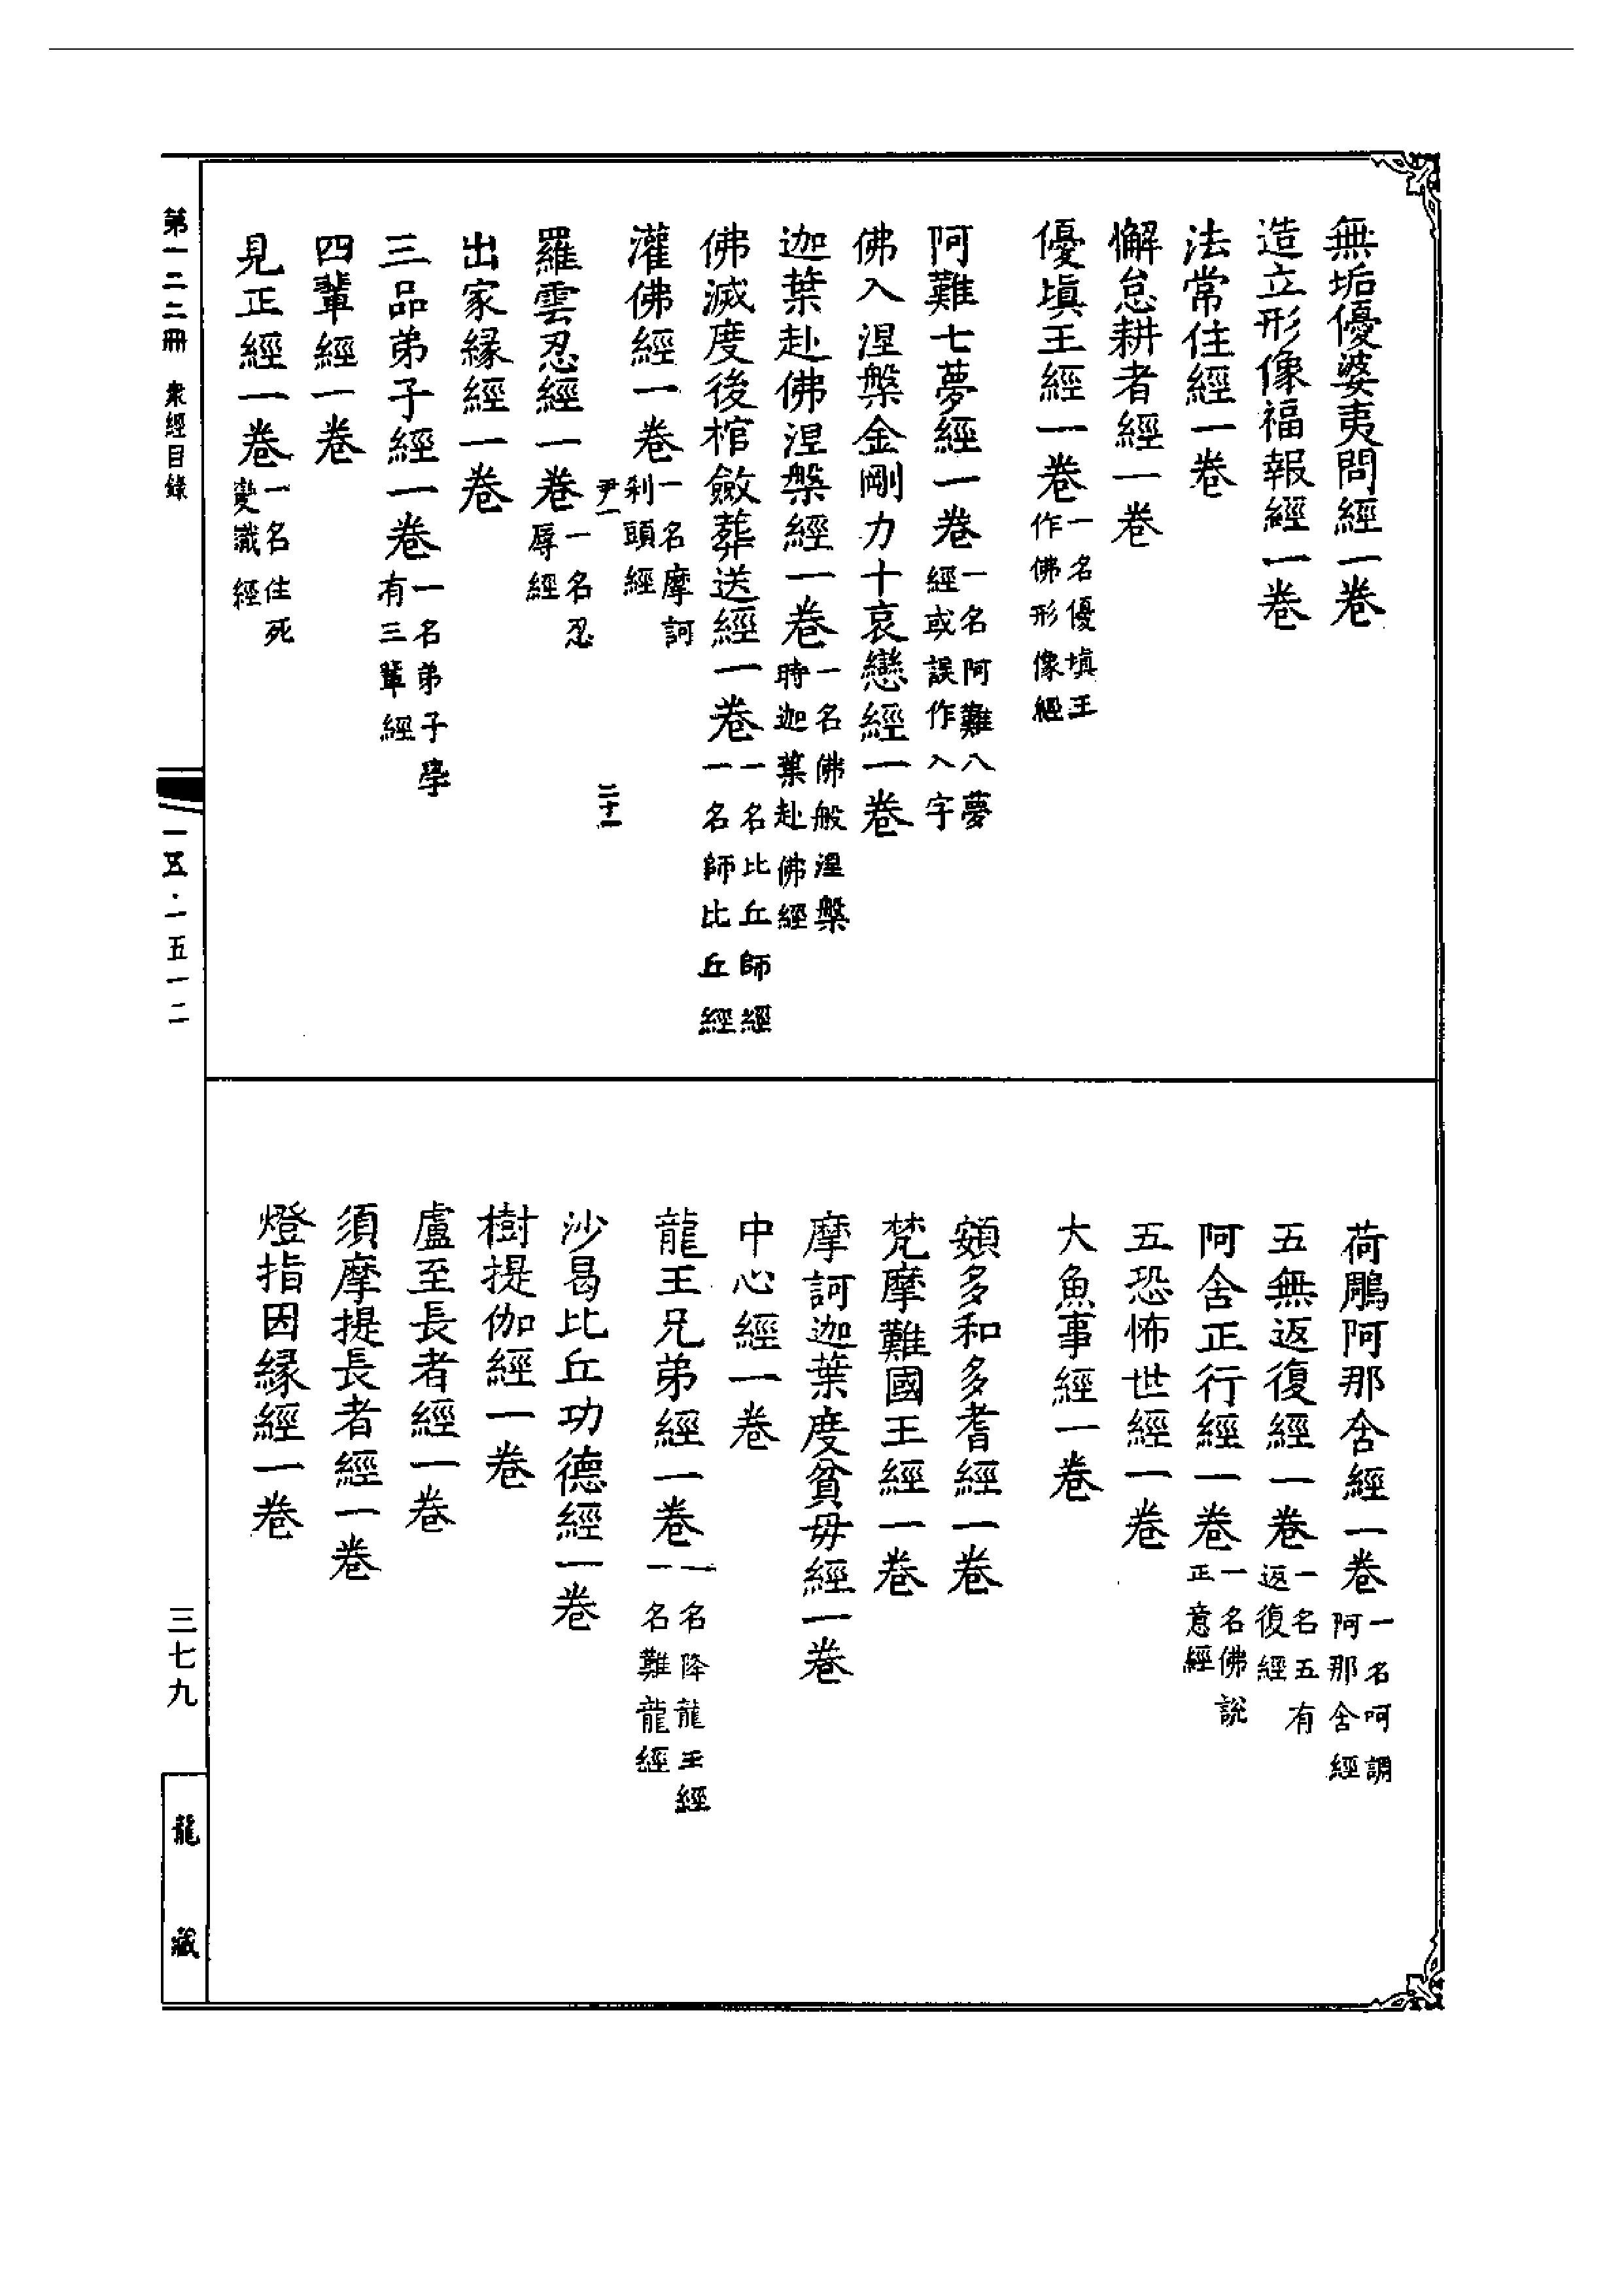 無垢優婆夷問經一卷
造立形像福報經一卷
法常住經一卷
懈怠耕者經一卷
優塡王經一卷一名優塡王作佛形像經
阿難七夢經一卷一名阿難八夢經或誤作入字
佛入涅槃金剛力士哀戀經一卷
迦葉赴佛涅槃經一卷一名佛般涅槃時迦葉赴佛經
佛滅度後棺斂葬送經一卷一名比丘師經一名師比丘經
灌佛經一卷一名摩訶刹頭經
尹一 二十一
羅雲忍經一卷一名忍辱經
出家緣經一卷
三品弟子經一卷一名弟子學有三輩經
四輩經一卷
見正經一卷一名生死變識經
荷鵰阿那含經一卷一名呵調阿那含經
五無返復經一卷一名五有返復經
阿含正行經一卷一名佛說正意經
五恐怖世經一卷
大魚事經一卷
頞多和多耆經一卷
梵摩難國王經一卷
摩訶迦葉度貧母經一卷
中心經一卷
龍王兄弟經一卷一名降龍王經一名難龍經
沙曷比丘功德經一卷
樹提伽經一卷
盧至長者經一卷
須摩提長者經一卷
燈指因緣經一卷
第一二二冊 衆經目錄
一五·一五一二
三七九
龍藏